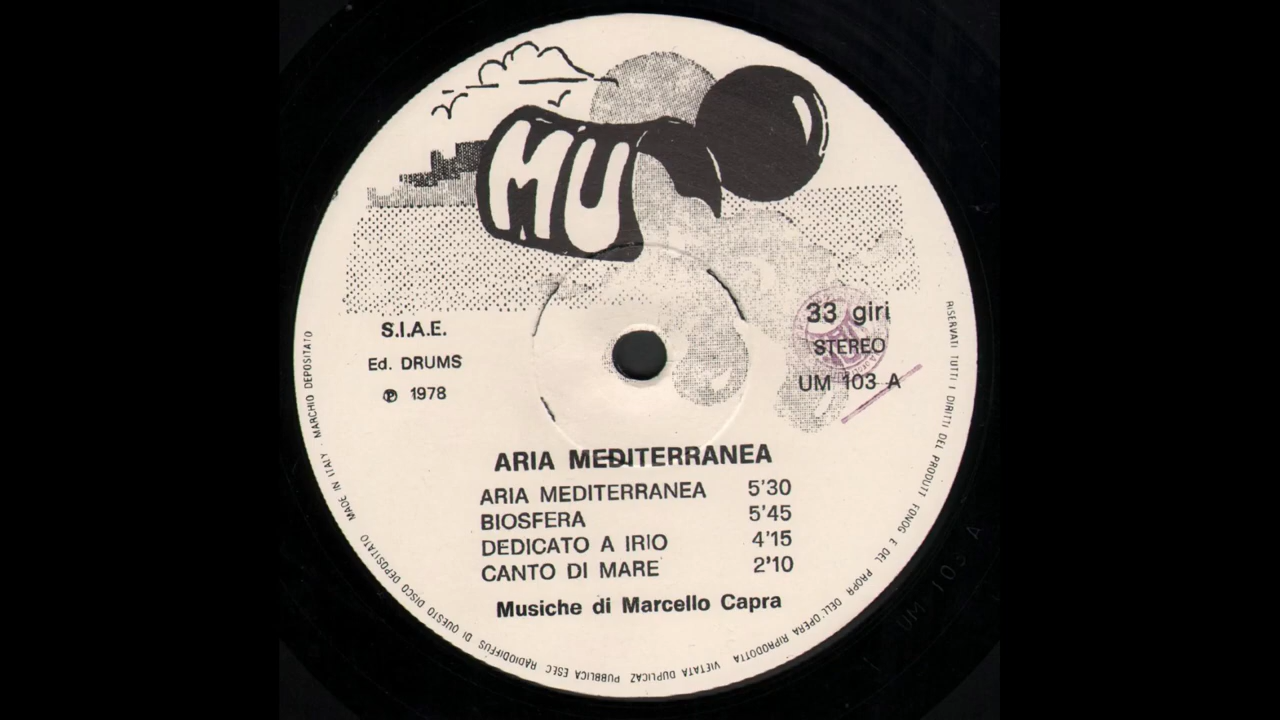 MU
S.I.A.E.
Ed. DRUMS
℗ 1978
33 giri
STEREO
UM 103 A
ARIA MEDITERRANEA
ARIA MEDITERRANEA 5'30
BIOSFERA 5'45
DEDICATO A IRIO 4'15
CANTO DI MARE 2'10
Musiche di Marcello Capra
RISERVATI TUTTI I DIRITTI DEL PRODUTT FONOG E DEL PROPR DELL'OPERA RIPRODOTTA VIETATA DUPLICAZ PUBBLICA ESEC RADIODIFFUS DI QUESTO DISCO DEPOSITATO MADE IN ITALY · MARCHIO DEPOSITATO
UM 103 A